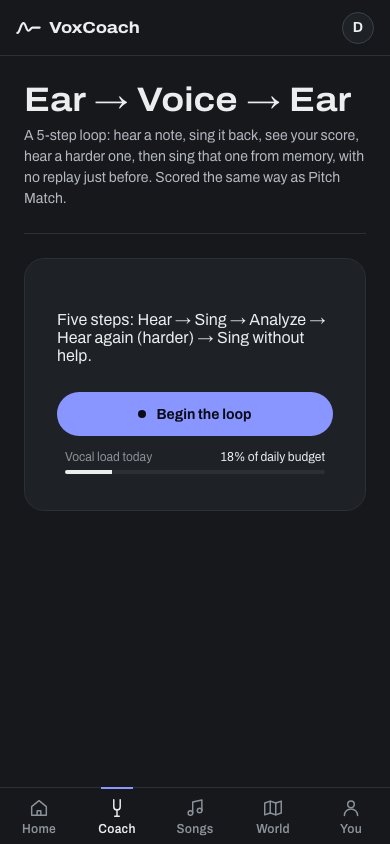 VoxCoach
D
Ear → Voice → Ear
A 5-step loop: hear a note, sing it back, see your score,
hear a harder one, then sing that one from memory, with
no replay just before. Scored the same way as Pitch
Match.
Five steps: Hear → Sing → Analyze →
Hear again (harder) → Sing without
help.
Begin the loop
Vocal load today 18% of daily budget
Home Coach Songs World You